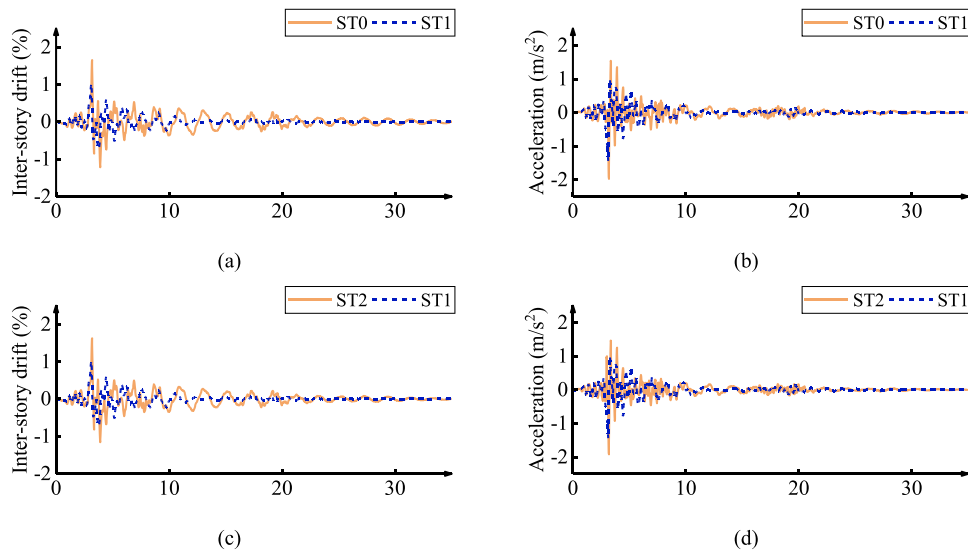 ST0 ST1
Inter-story drift (%)
2
1
0
-1
-2
0 10 20 30
(a)
ST0 ST1
Acceleration (m/s²)
2
1
0
-1
-2
0 10 20 30
(b)
ST2 ST1
Inter-story drift (%)
2
1
0
-1
-2
0 10 20 30
(c)
ST2 ST1
Acceleration (m/s²)
2
1
0
-1
-2
0 10 20 30
(d)